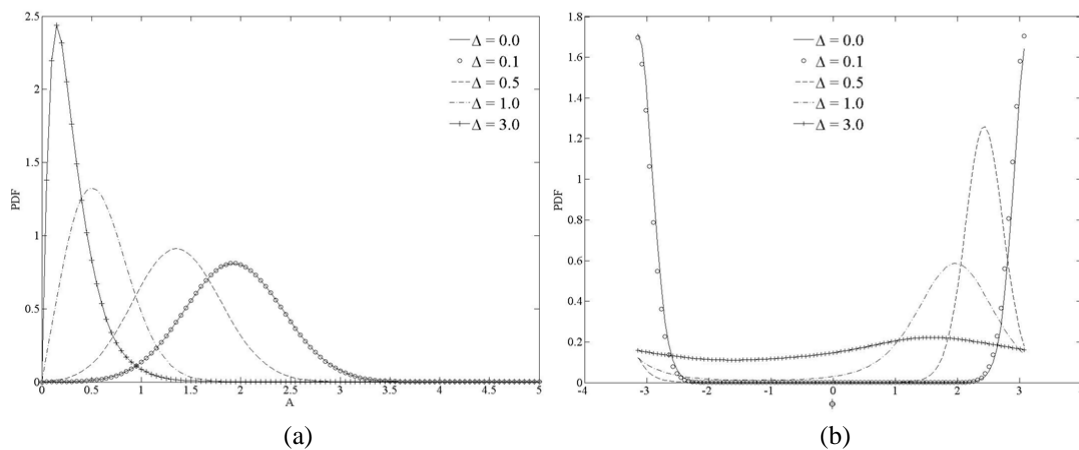 2.5
2
1.5
1
0.5
0
PDF
Δ = 0.0
Δ = 0.1
Δ = 0.5
Δ = 1.0
Δ = 3.0
0 0.5 1 1.5 2 2.5 3 3.5 4 4.5 5
A
(a)
1.8
1.6
1.4
1.2
1
0.8
0.6
0.4
0.2
0
PDF
Δ = 0.0
Δ = 0.1
Δ = 0.5
Δ = 1.0
Δ = 3.0
-4 -3 -2 -1 0 1 2 3 4
ϕ
(b)